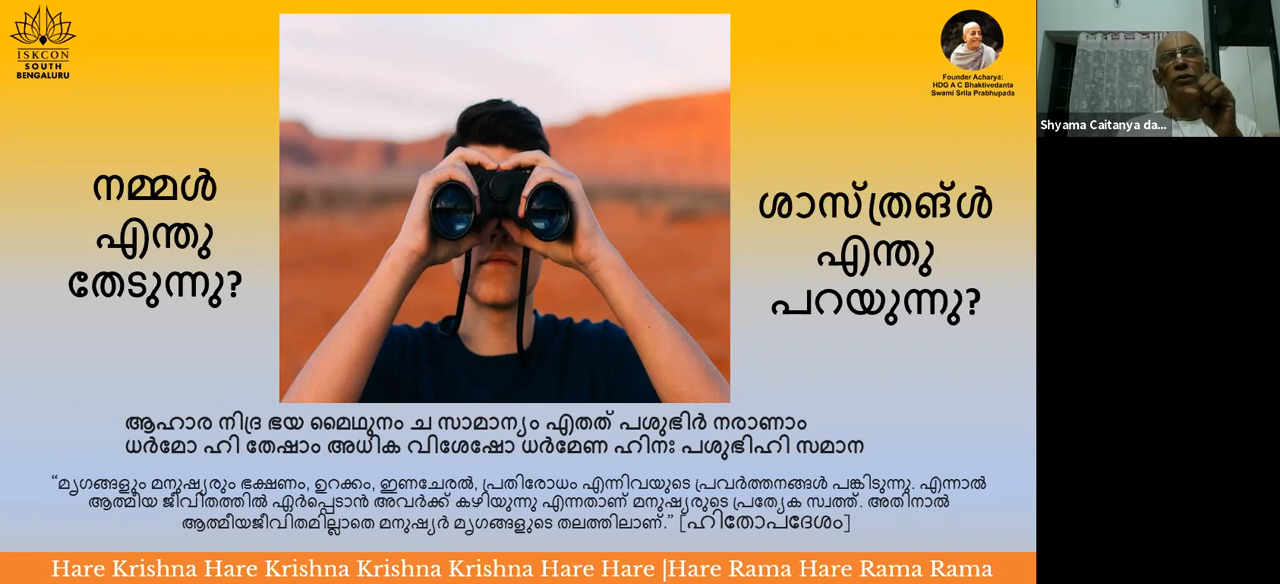 ISKCON
SOUTH
BENGALURU
Founder Acharya:
HDG A C Bhaktivedanta
Swami Srila Prabhupada
Shyama Caitanya da...
നമ്മൾ
എന്തു
തേടുന്നു?
ശാസ്ത്രങ്ൾ
എന്തു
പറയുന്നു?
ആഹാര നിദ്ര ഭയ മൈഥുനം ച സാമാന്യം എതത് പശുഭിർ നരാണാം
ധർമോ ഹി തേഷാം അധിക വിശേഷോ ധർമേണ ഹിനഃ പശുഭിഹി സമാന
“മൃഗങ്ങളും മനുഷ്യരും ഭക്ഷണം, ഉറക്കം, ഇണചേരൽ, പ്രതിരോധം എന്നിവയുടെ പ്രവർത്തനങ്ങൾ പങ്കിടുന്നു. എന്നാൽ
ആത്മീയ ജീവിതത്തിൽ ഏർപ്പെടാൻ അവർക്ക് കഴിയുന്നു എന്നതാണ് മനുഷ്യരുടെ പ്രത്യേക സ്വത്ത്. അതിനാൽ
ആത്മീയജീവിതമില്ലാതെ മനുഷ്യർ മൃഗങ്ങളുടെ തലത്തിലാണ്.” [ഹിതോപദേശം]
Hare Krishna Hare Krishna Krishna Krishna Hare Hare |Hare Rama Hare Rama Rama